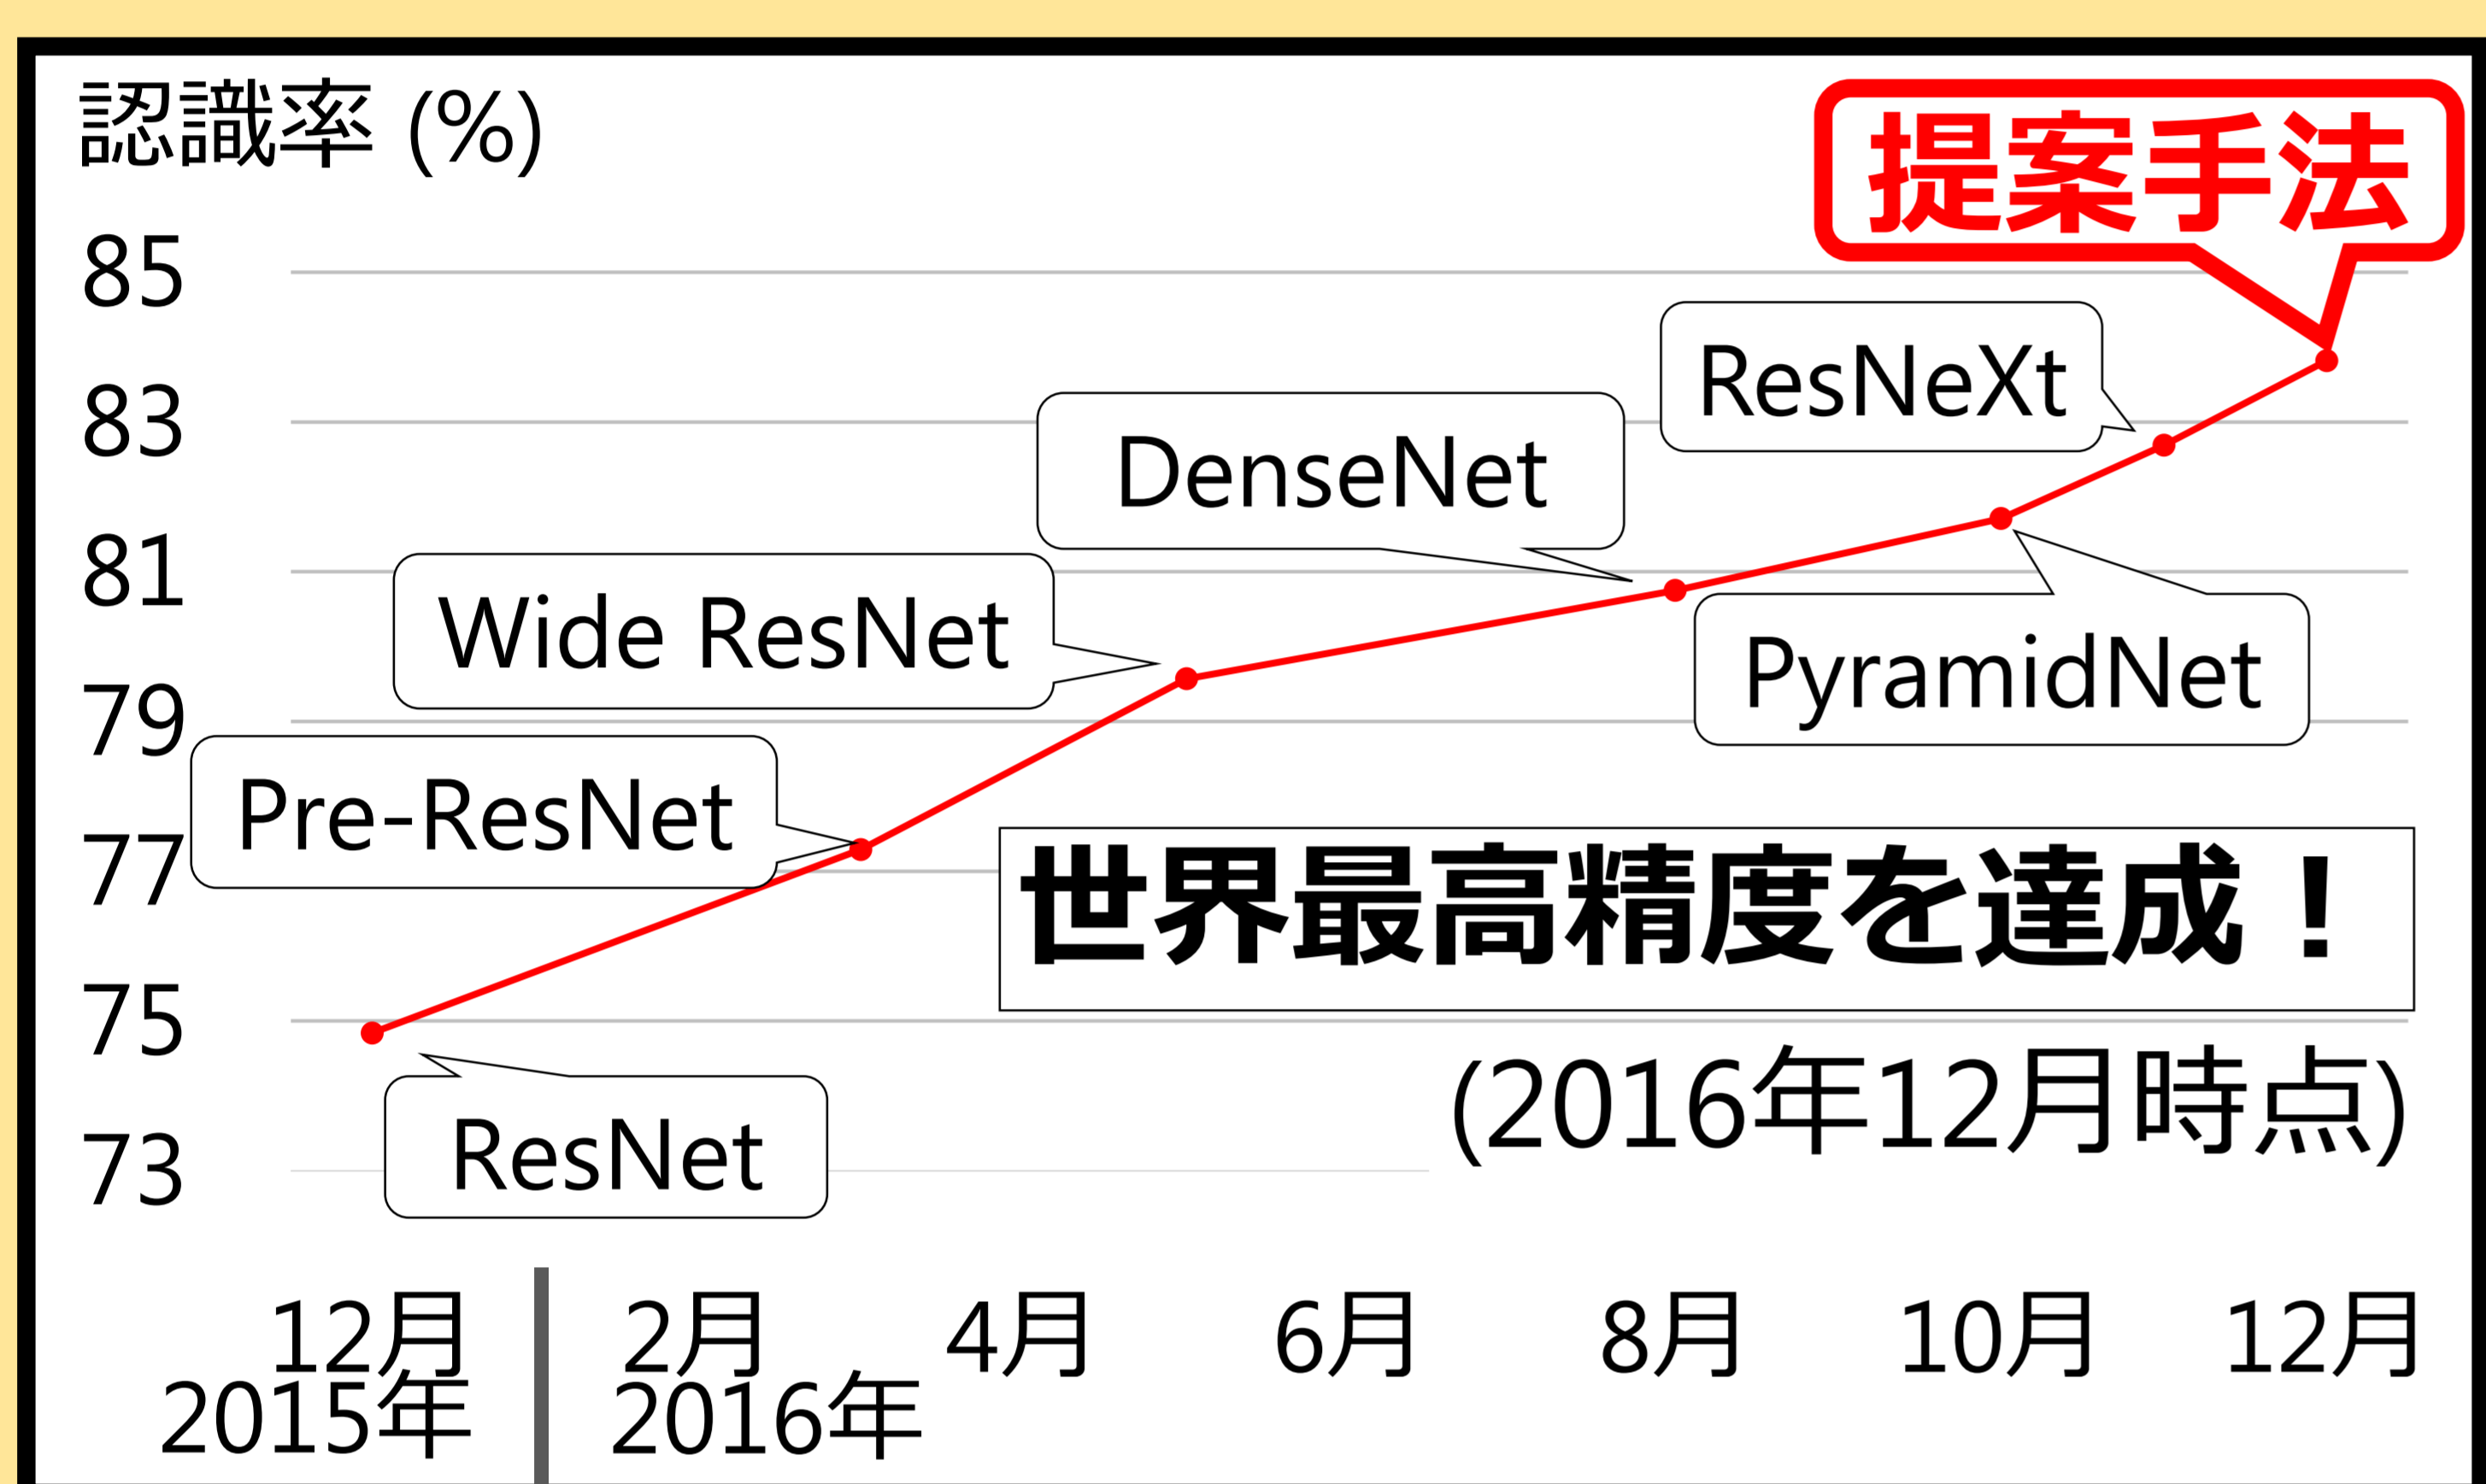 認識率 (%)
提案手法
85
ResNeXt
83
DenseNet
81
Wide ResNet
PyramidNet
79
Pre-ResNet
77
世界最高精度を達成！
75
(2016年12月時点)
ResNet
73
12月 2月 4月 6月 8月 10月 12月
2015年 2016年